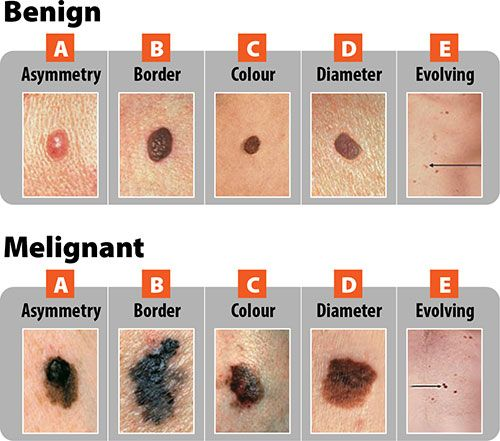 Benign
A B C D E
Asymmetry Border Colour Diameter Evolving
Melignant
A B C D E
Asymmetry Border Colour Diameter Evolving